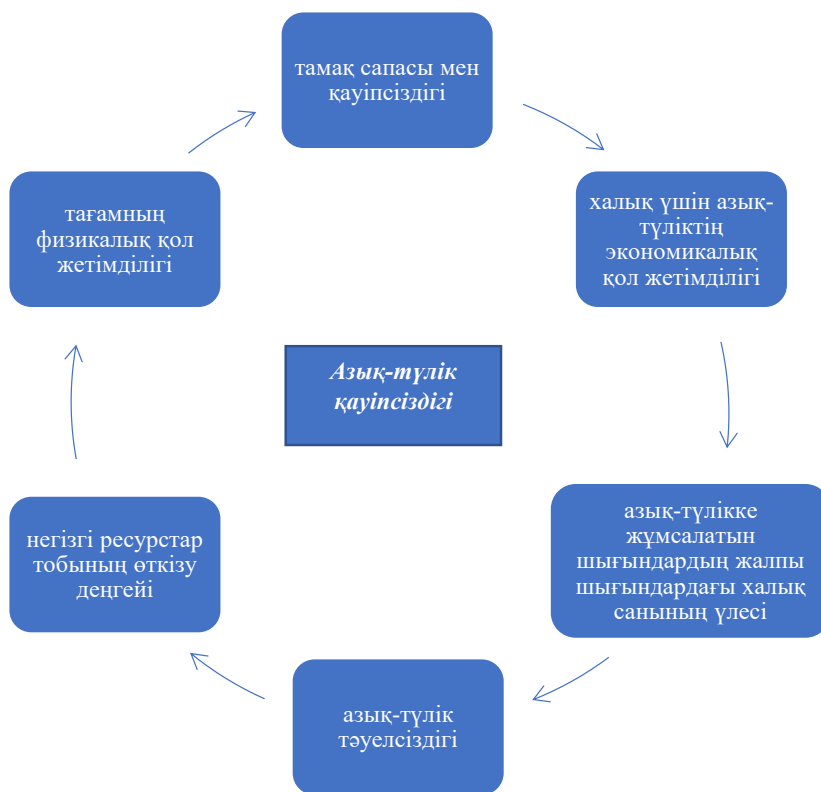 тамақ сапасы мен
қауіпсіздігі
халық үшін азық-
түліктің
экономикалық
қол жетімділігі
азық-түлікке
жұмсалатын
шығындардың жалпы
шығындардағы халық
санының үлесі
азық-түлік
тәуелсіздігі
негізгі ресурстар
тобының өткізу
деңгейі
тағамның
физикалық қол
жетімділігі
Азық-түлік
қауіпсіздігі